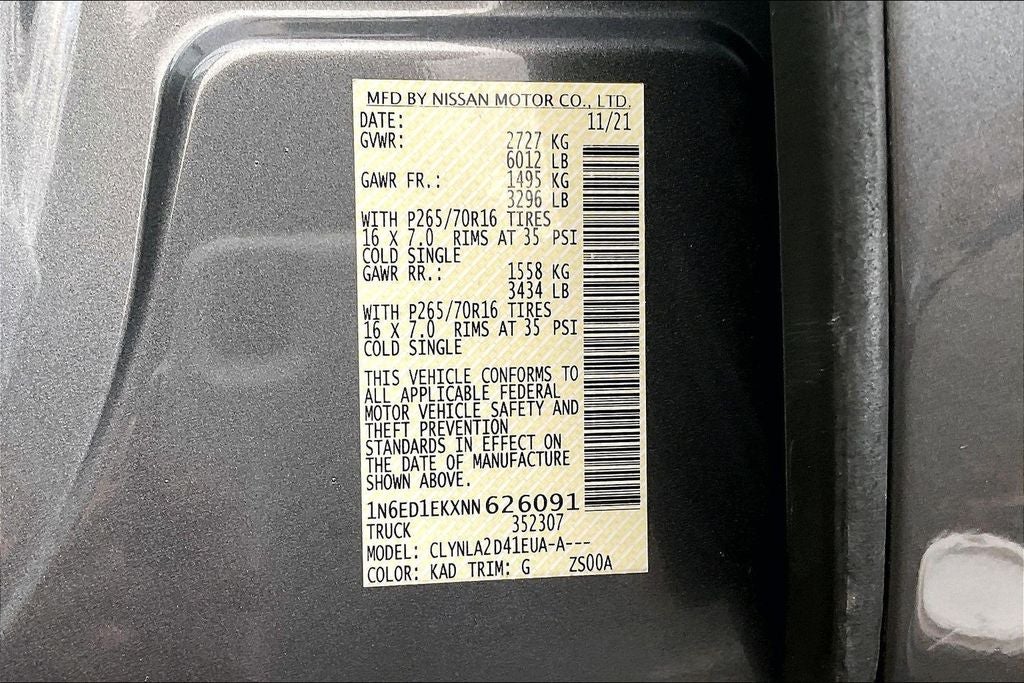 MFD BY NISSAN MOTOR CO., LTD.
DATE: 11/21
GVWR: 2727 KG
6012 LB
GAWR FR.: 1495 KG
3296 LB
WITH P265/70R16 TIRES
16 X 7.0 RIMS AT 35 PSI
COLD SINGLE
GAWR RR.: 1558 KG
3434 LB
WITH P265/70R16 TIRES
16 X 7.0 RIMS AT 35 PSI
COLD SINGLE
THIS VEHICLE CONFORMS TO
ALL APPLICABLE FEDERAL
MOTOR VEHICLE SAFETY AND
THEFT PREVENTION
STANDARDS IN EFFECT ON
THE DATE OF MANUFACTURE
SHOWN ABOVE.
1N6ED1EKXNN626091
TRUCK 352307
MODEL: CLYNLA2D41EUA-A---
COLOR: KAD TRIM: G ZS00A